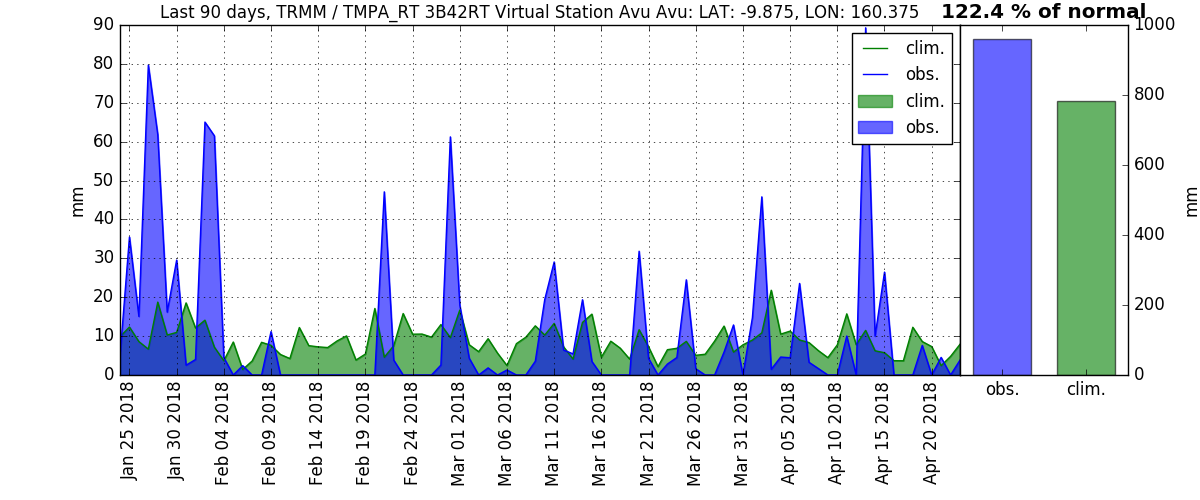 Last 90 days, TRMM / TMPA_RT 3B42RT Virtual Station Avu Avu: LAT: -9.875, LON: 160.375
122.4 % of normal
90
80
70
60
50
40
30
20
10
0
mm
clim.
obs.
clim.
obs.
1000
800
600
400
200
0
mm
Jan 25 2018
Jan 30 2018
Feb 04 2018
Feb 09 2018
Feb 14 2018
Feb 19 2018
Feb 24 2018
Mar 01 2018
Mar 06 2018
Mar 11 2018
Mar 16 2018
Mar 21 2018
Mar 26 2018
Mar 31 2018
Apr 05 2018
Apr 10 2018
Apr 15 2018
Apr 20 2018
obs.
clim.